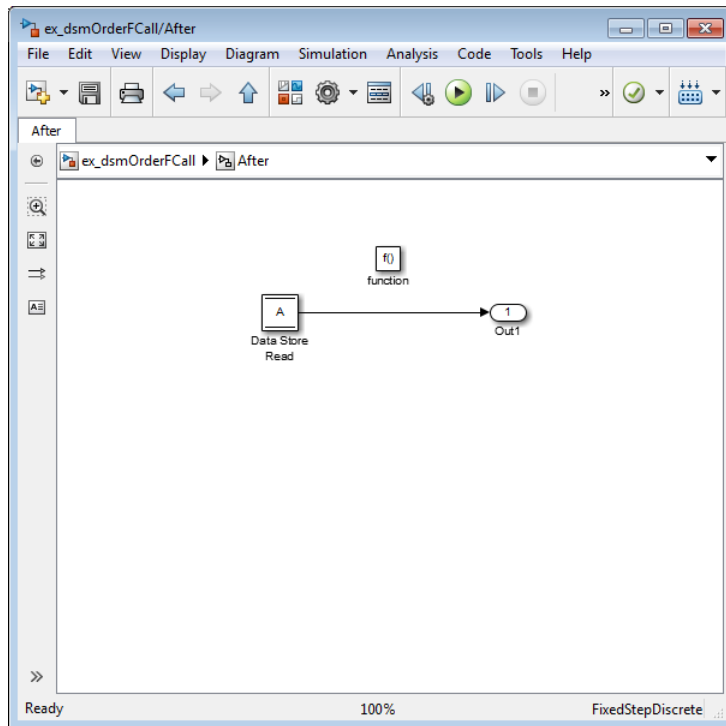 ex_dsmOrderFCall/After
File Edit View Display Diagram Simulation Analysis Code Tools Help
»
After
ex_dsmOrderFCall After
f()
function
A
1
Data Store
Read
Out1
»
Ready 100% FixedStepDiscrete